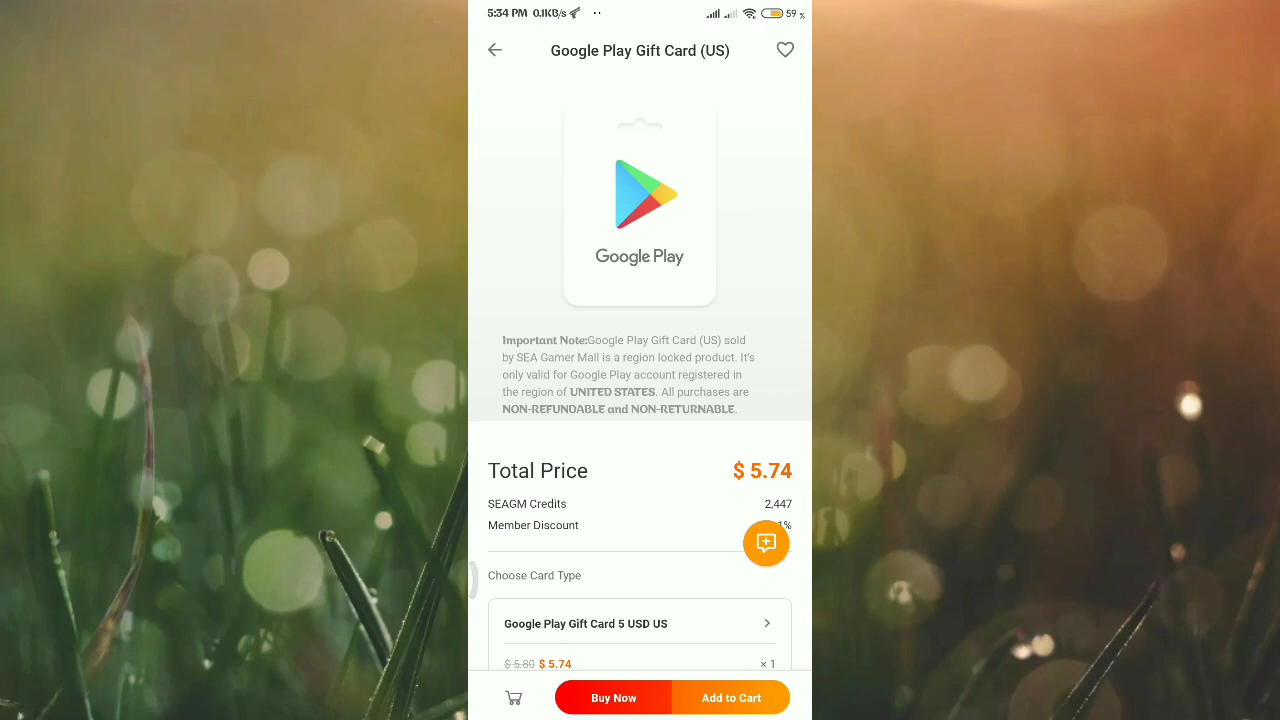 5:34 PM 0.1KB/s 59 %
Google Play Gift Card (US)
Google Play
Important Note:Google Play Gift Card (US) sold
by SEA Gamer Mall is a region locked product. It's
only valid for Google Play account registered in
the region of UNITED STATES. All purchases are
NON-REFUNDABLE and NON-RETURNABLE.
Total Price $ 5.74
SEAGM Credits 2,447
Member Discount 1%
Choose Card Type
Google Play Gift Card 5 USD US
$ 5.80 $ 5.74 × 1
Buy Now Add to Cart